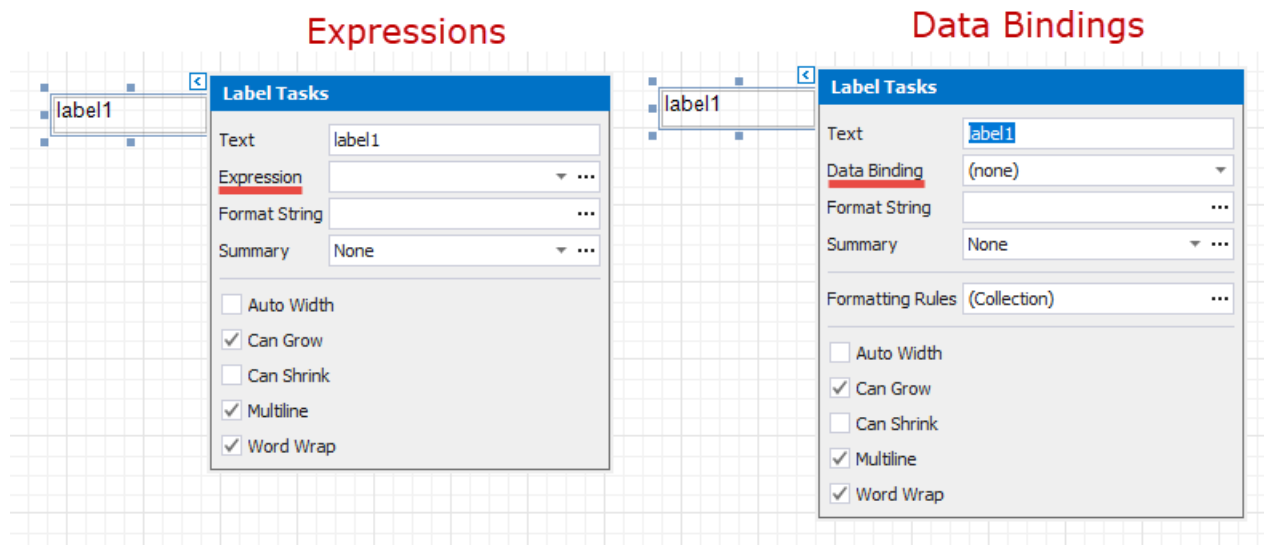 Expressions
label1
Label Tasks
Text label1
Expression
Format String
Summary None
Auto Width
Can Grow
Can Shrink
Multiline
Word Wrap
Data Bindings
label1
Label Tasks
Text label1
Data Binding (none)
Format String
Summary None
Formatting Rules (Collection)
Auto Width
Can Grow
Can Shrink
Multiline
Word Wrap